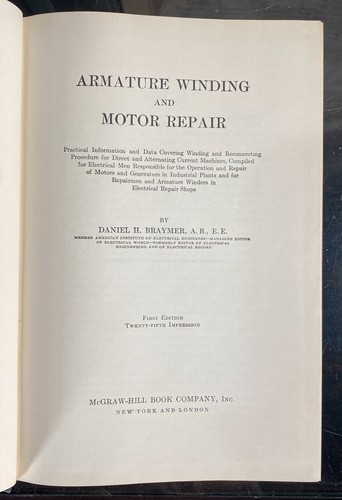 ARMATURE WINDING
AND
MOTOR REPAIR
Practical Information and Data Covering Winding and Reconnecting
Procedure for Direct and Alternating Current Machines, Compiled
for Electrical Men Responsible for the Operation and Repair
of Motors and Generators in Industrial Plants and for
Repairmen and Armature Winders in
Electrical Repair Shops
BY
DANIEL H. BRAYMER, A.B., E.E.
MEMBER AMERICAN INSTITUTE OF ELECTRICAL ENGINEERS—MANAGING EDITOR
OF ELECTRICAL WORLD—FORMERLY EDITOR OF ELECTRICAL
ENGINEERING AND OF ELECTRICAL RECORD
FIRST EDITION
TWENTY-FIFTH IMPRESSION
McGRAW-HILL BOOK COMPANY, INC.
NEW YORK AND LONDON